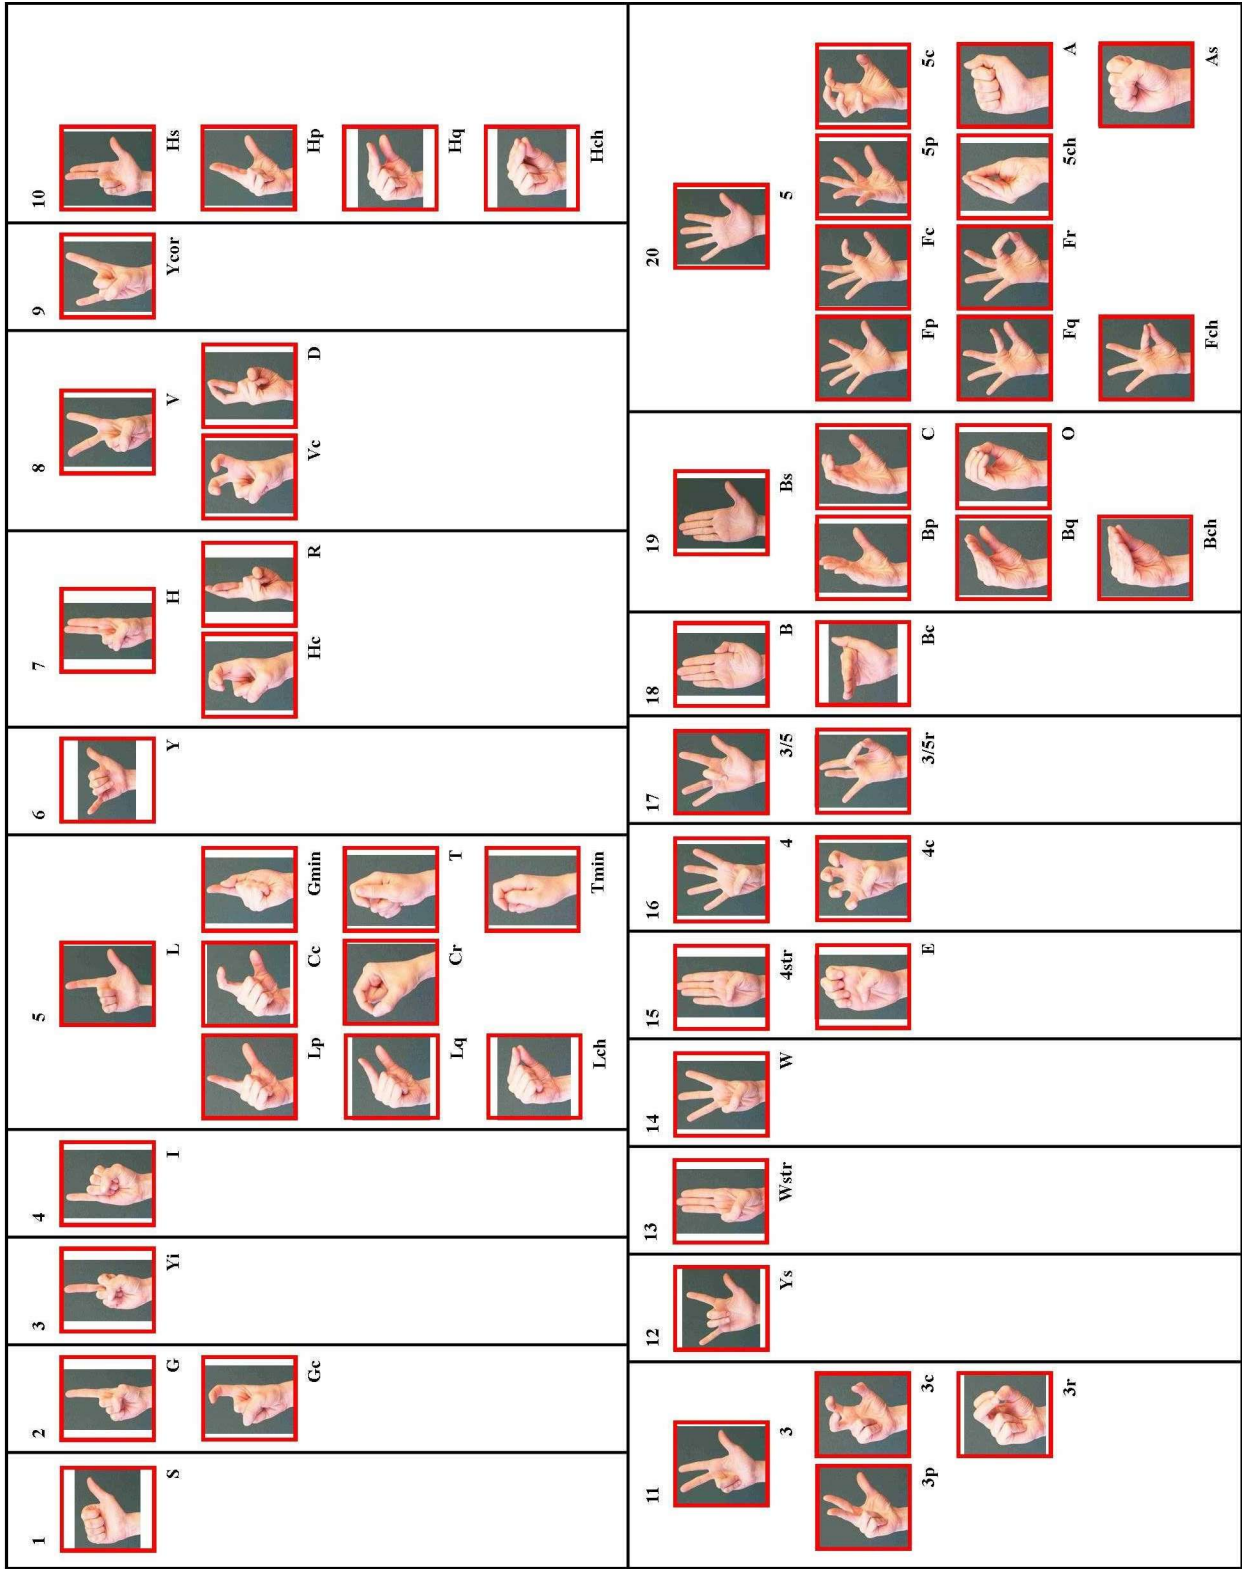 1
S
2
G
Gc
3
Yi
4
I
5
L
Lp
Cc
Gmin
Lq
Cr
T
Lch
Tmin
6
Y
7
H
Hc
R
8
V
Vc
D
9
Ycor
10
Hs
Hp
Hq
Hch
11
3
3p
3c
3r
12
Ys
13
Wstr
14
W
15
4str
E
16
4
4c
17
3/5
3/5r
18
B
Bc
19
Bs
Bp
C
Bq
O
Bch
20
5
Fp
Fc
5p
5c
Fq
Fr
5ch
A
Fch
As